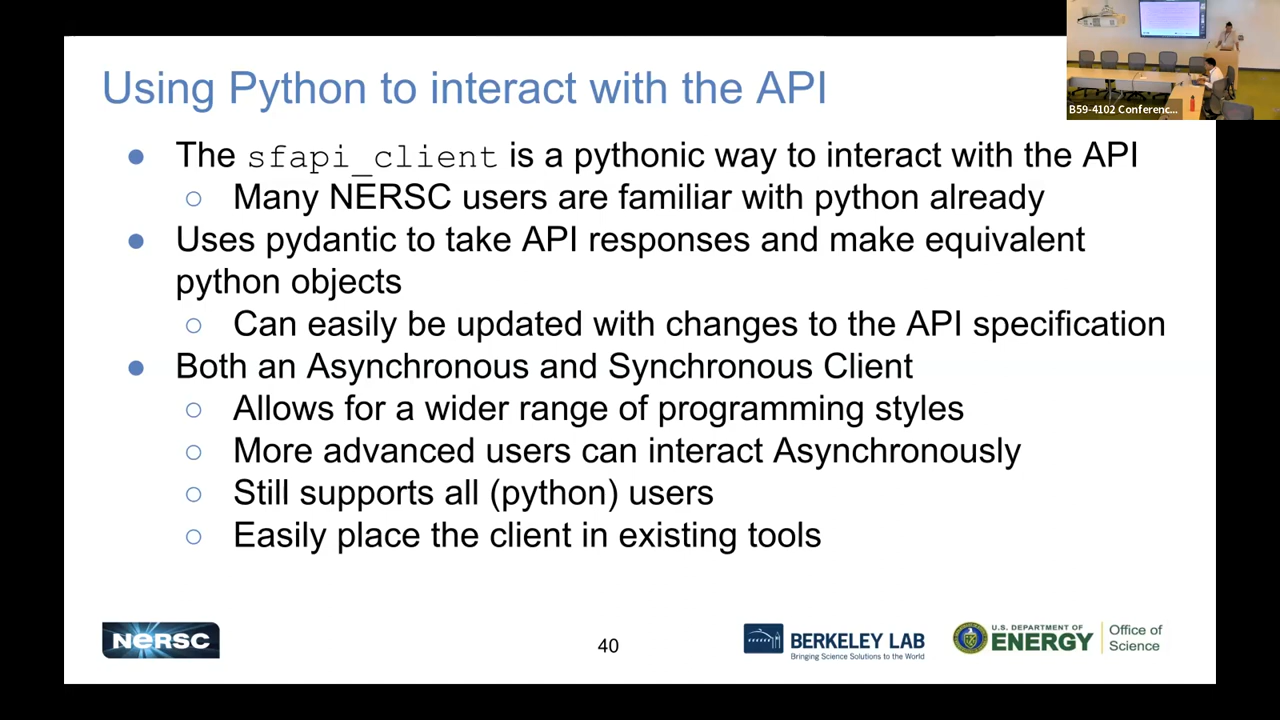 Using Python to interact with the API
B59-4102 Conferenc...
● The sfapi_client is a pythonic way to interact with the API
○ Many NERSC users are familiar with python already
● Uses pydantic to take API responses and make equivalent
python objects
○ Can easily be updated with changes to the API specification
● Both an Asynchronous and Synchronous Client
○ Allows for a wider range of programming styles
○ More advanced users can interact Asynchronously
○ Still supports all (python) users
○ Easily place the client in existing tools
NERSC
40
BERKELEY LAB
Bringing Science Solutions to the World
U.S. DEPARTMENT OF
ENERGY
Office of
Science